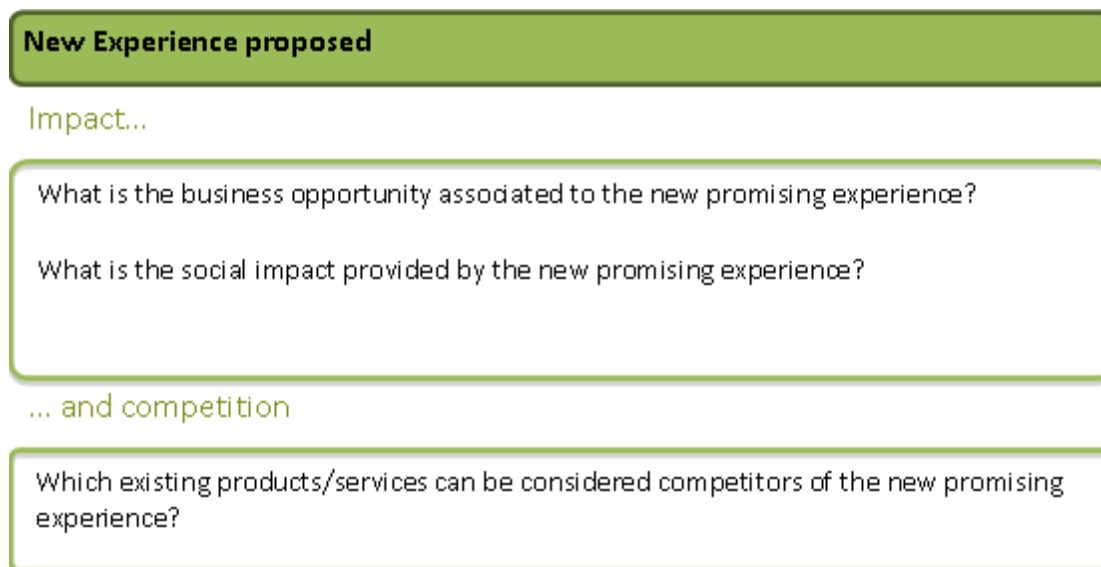 New Experience proposed
Impact...
What is the business opportunity associated to the new promising experience?
What is the social impact provided by the new promising experience?
... and competition
Which existing products/services can be considered competitors of the new promising
experience?